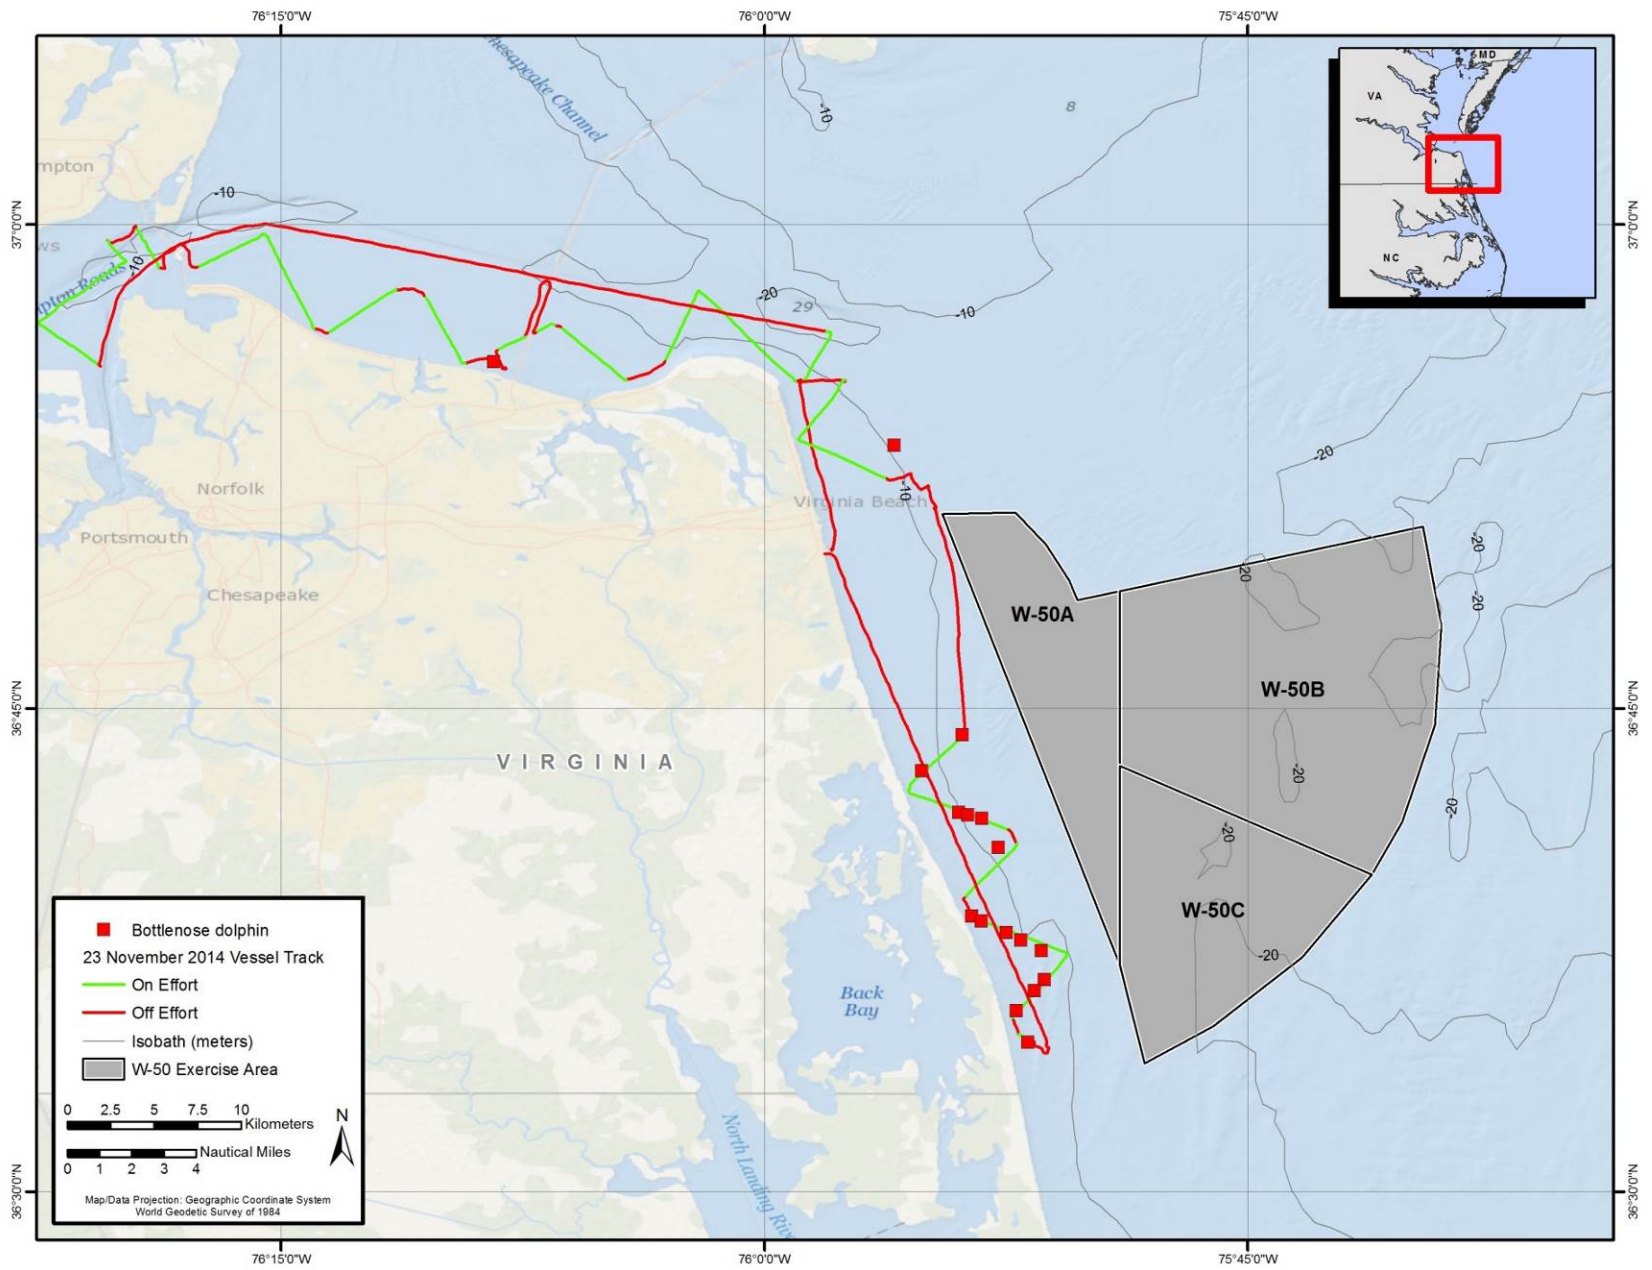 76°15'0"W
76°0'0"W
75°45'0"W
hesapeake Channel
-10
8
MD
VA
NC
mpton
-10
37°0'0"N
37°0'0"N
ws
-10
pton Roads
-20
29
-10
-20
-10
Norfolk
Virginia Beach
Portsmouth
-20
-20
-20
Chesapeake
W-50A
W-50B
36°45'0"N
36°45'0"N
VIRGINIA
-20
-20
-20
W-50C
-20
Back
Bay
Bottlenose dolphin
23 November 2014 Vessel Track
On Effort
Off Effort
Isobath (meters)
W-50 Exercise Area
0 2.5 5 7.5 10
Kilometers
Nautical Miles
0 1 2 3 4
N
Map/Data Projection: Geographic Coordinate System
World Geodetic Survey of 1984
North Landing Rive
36°30'0"N
36°30'0"N
76°15'0"W
76°0'0"W
75°45'0"W